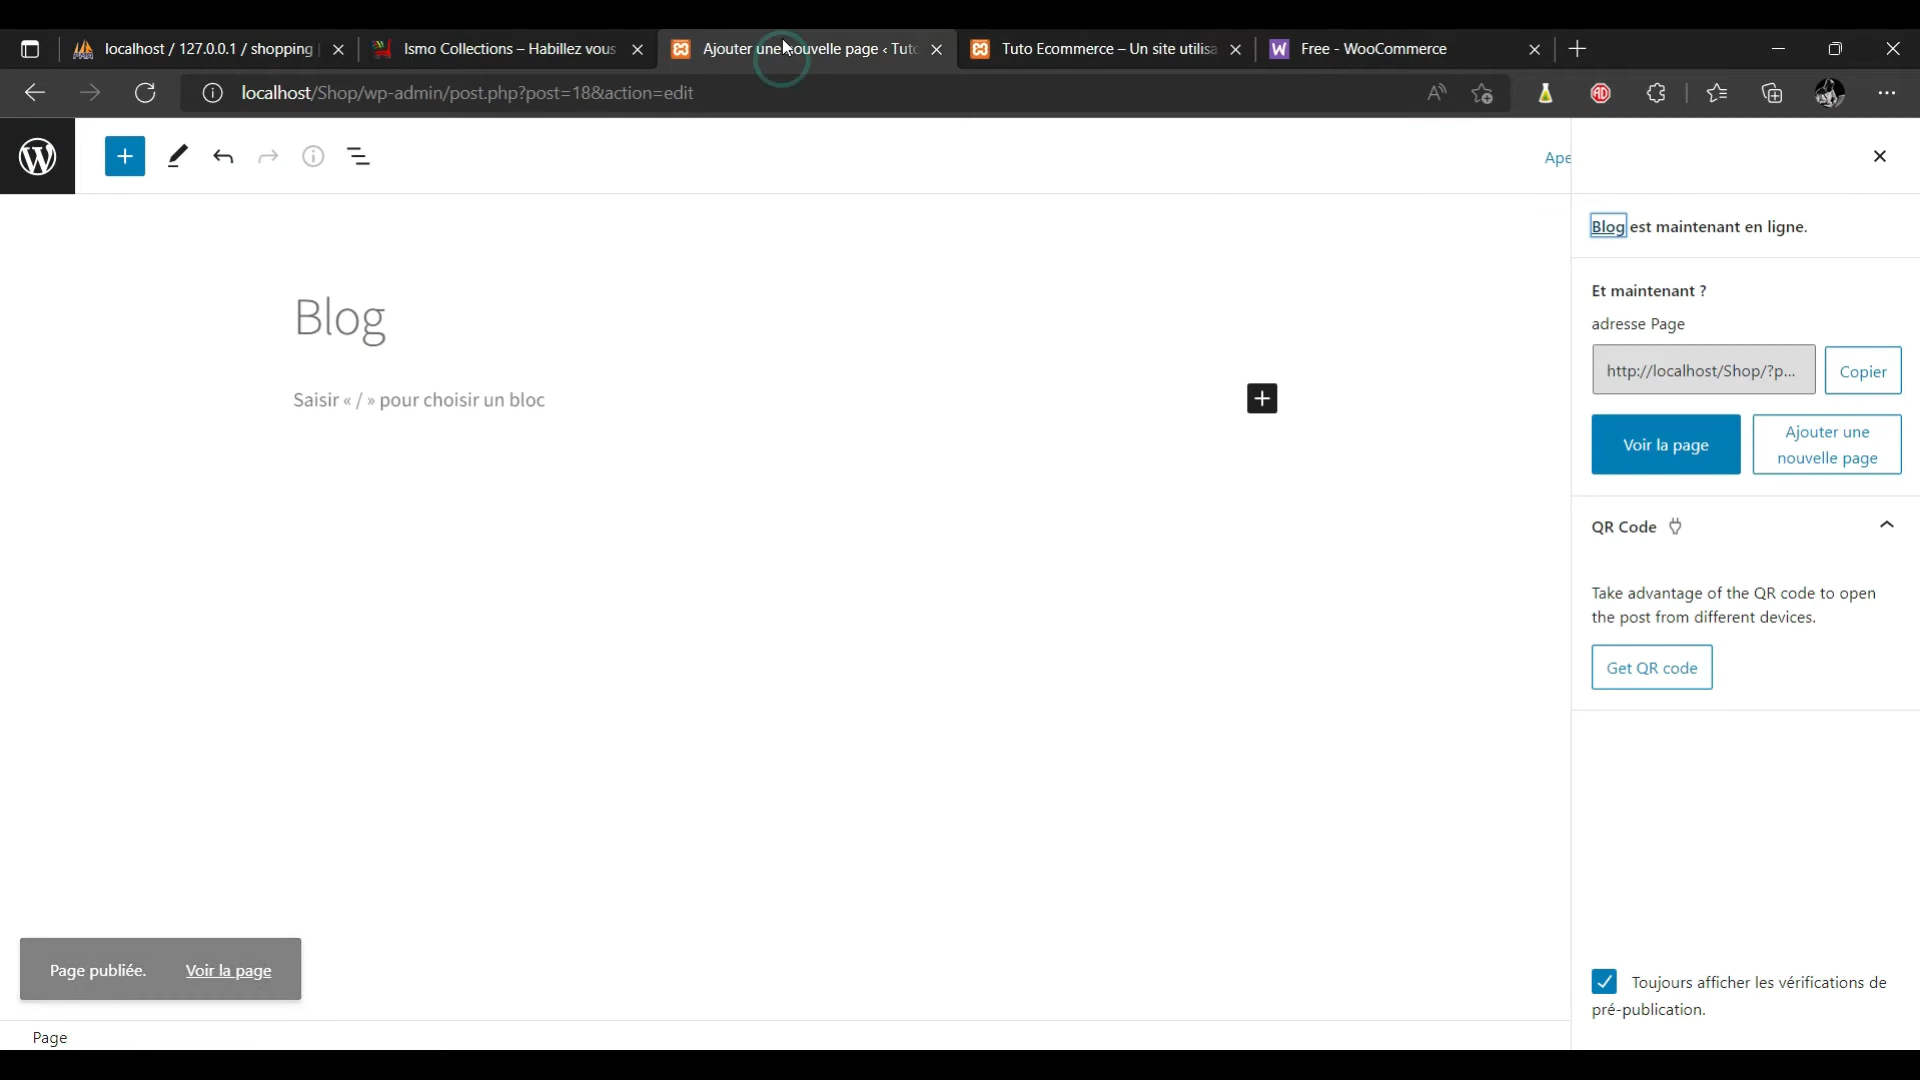 localhost / 127.0.0.1 / shopping
Ismo Collections – Habillez vous
Ajouter une nouvelle page ‹ Tuto
Tuto Ecommerce – Un site utilisa
Free - WooCommerce
localhost/Shop/wp-admin/post.php?post=18&action=edit
Ape
Blog est maintenant en ligne.
Et maintenant ?
adresse Page
http://localhost/Shop/?p...
Copier
Voir la page
Ajouter une
nouvelle page
QR Code
Take advantage of the QR code to open
the post from different devices.
Get QR code
Blog
Saisir « / » pour choisir un bloc
Page publiée.
Voir la page
Toujours afficher les vérifications de
pré-publication.
Page